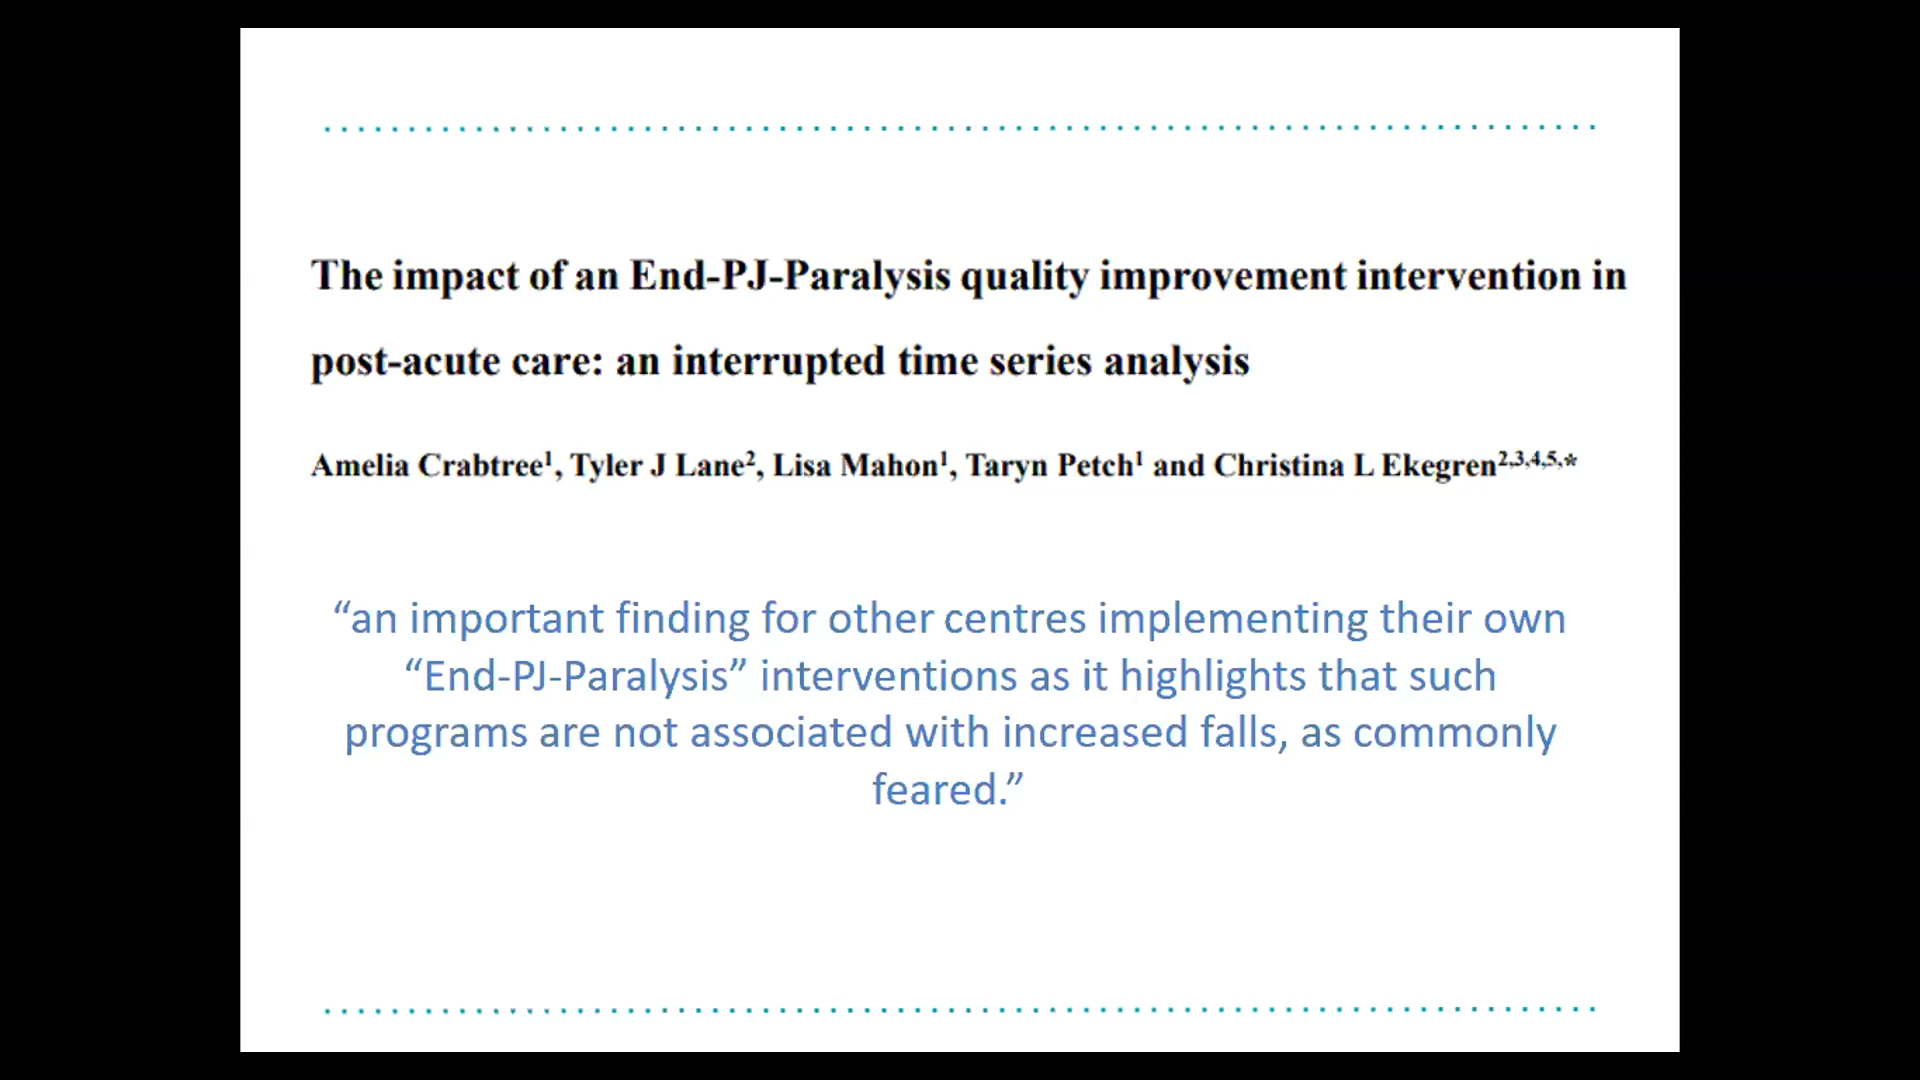 The impact of an End-PJ-Paralysis quality improvement intervention in
post-acute care: an interrupted time series analysis
Amelia Crabtree¹, Tyler J Lane², Lisa Mahon¹, Taryn Petch¹ and Christina L Ekegren²,³,⁴,⁵,*
“an important finding for other centres implementing their own
“End-PJ-Paralysis” interventions as it highlights that such
programs are not associated with increased falls, as commonly
feared.”